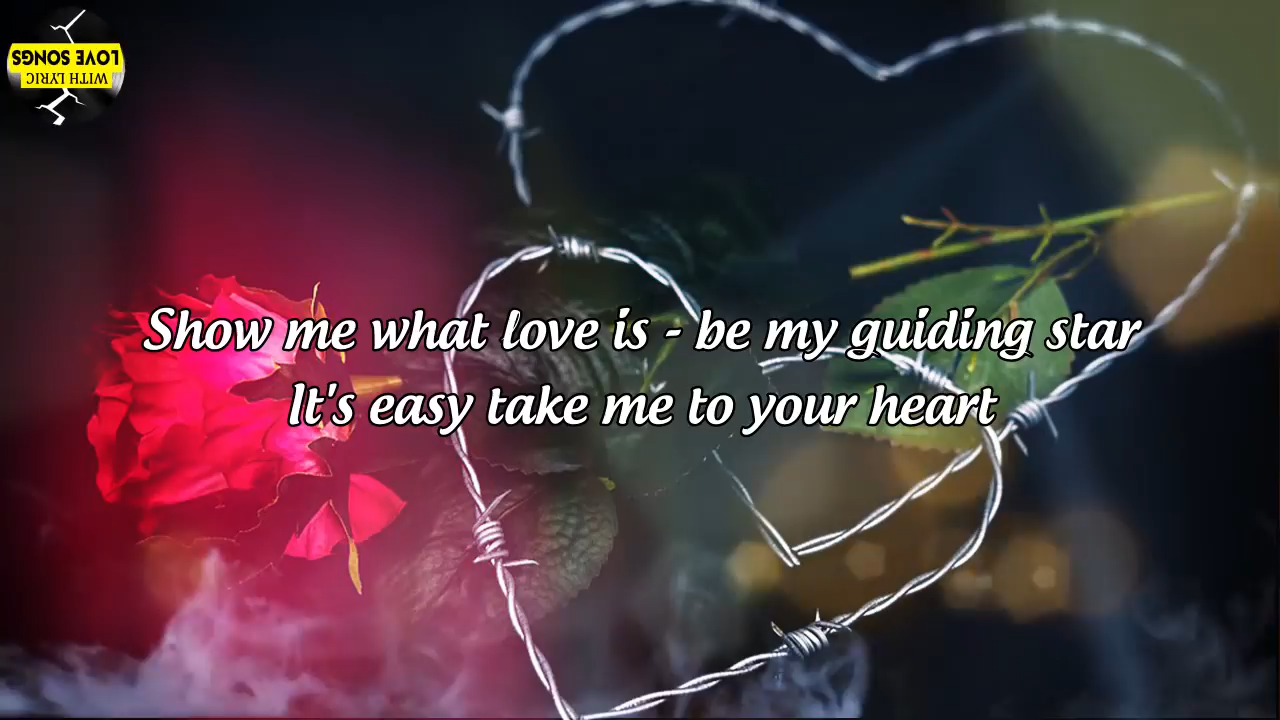 WITH LYRIC
LOVE SONGS
Show me what love is - be my guiding star
It's easy take me to your heart